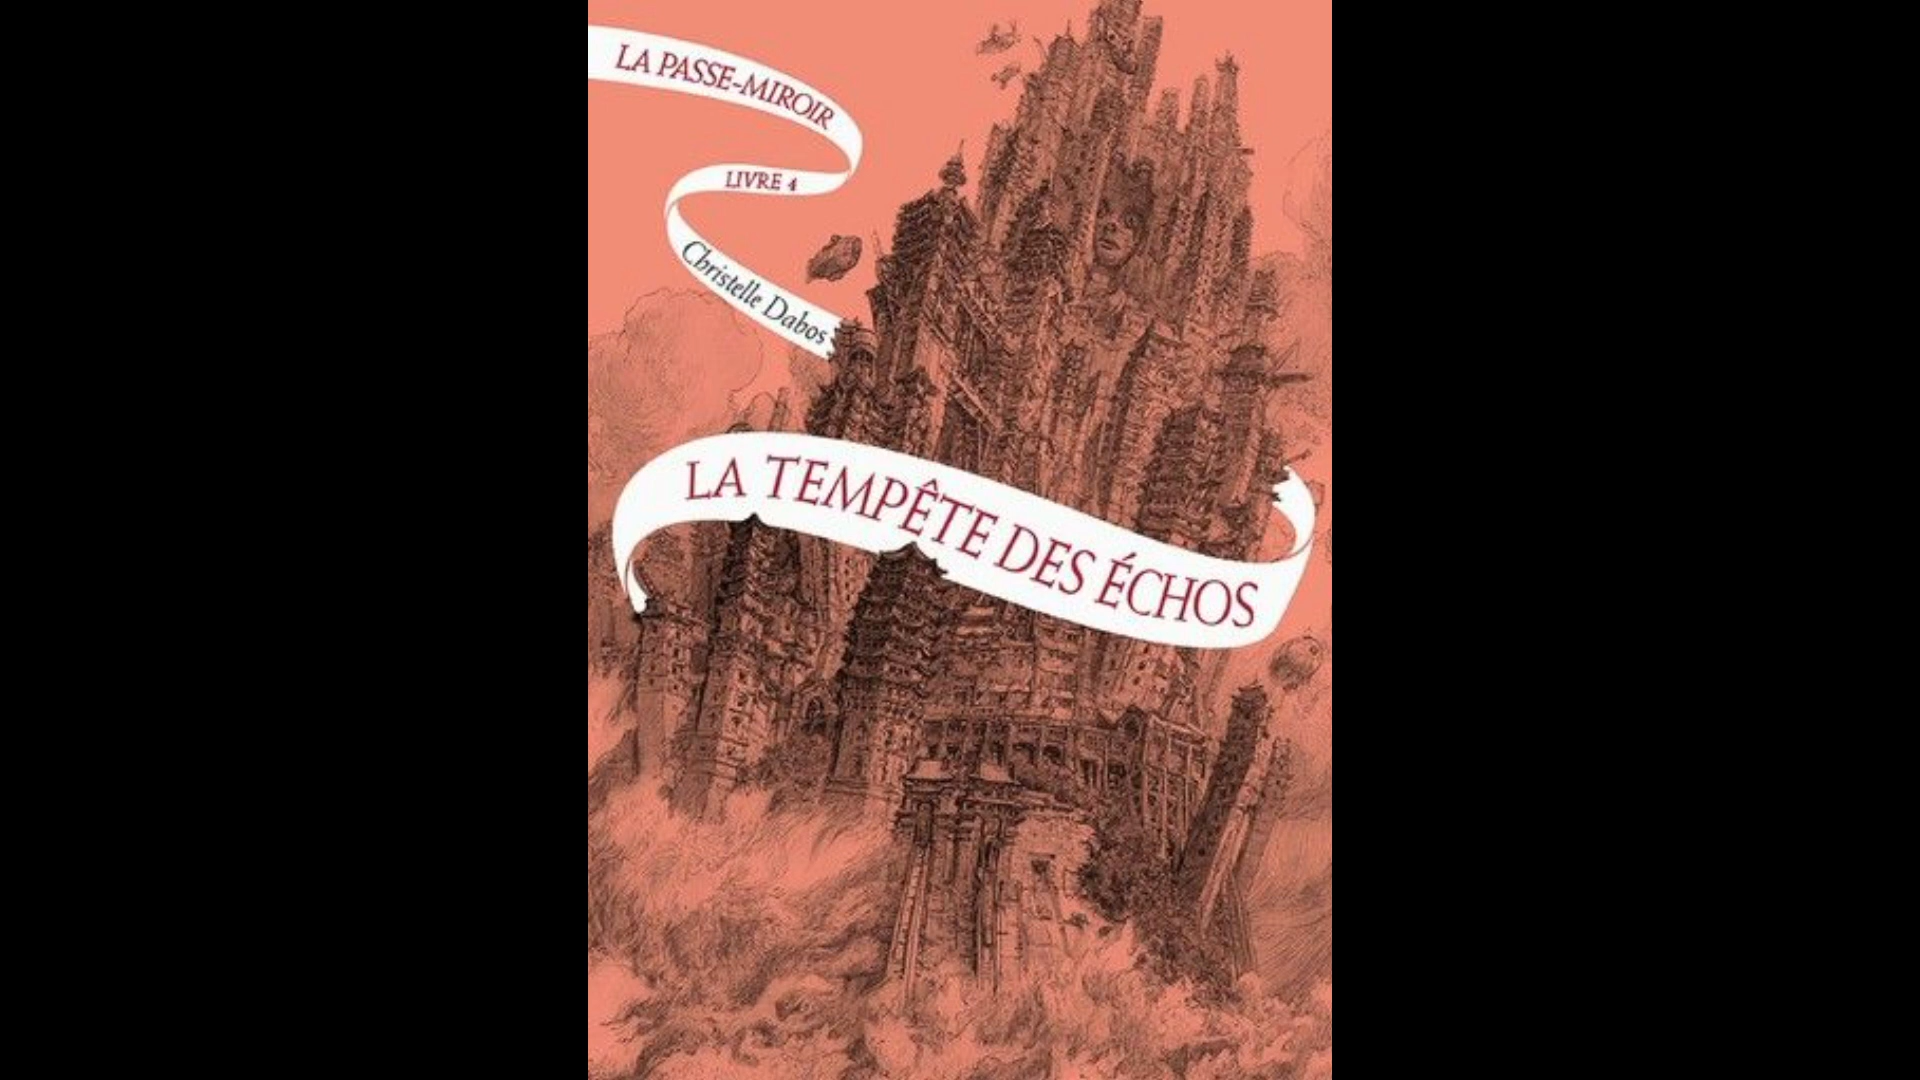 LA PASSE-MIROIR
LIVRE 4
Christelle Dabos
LA TEMPÊTE DES ÉCHOS